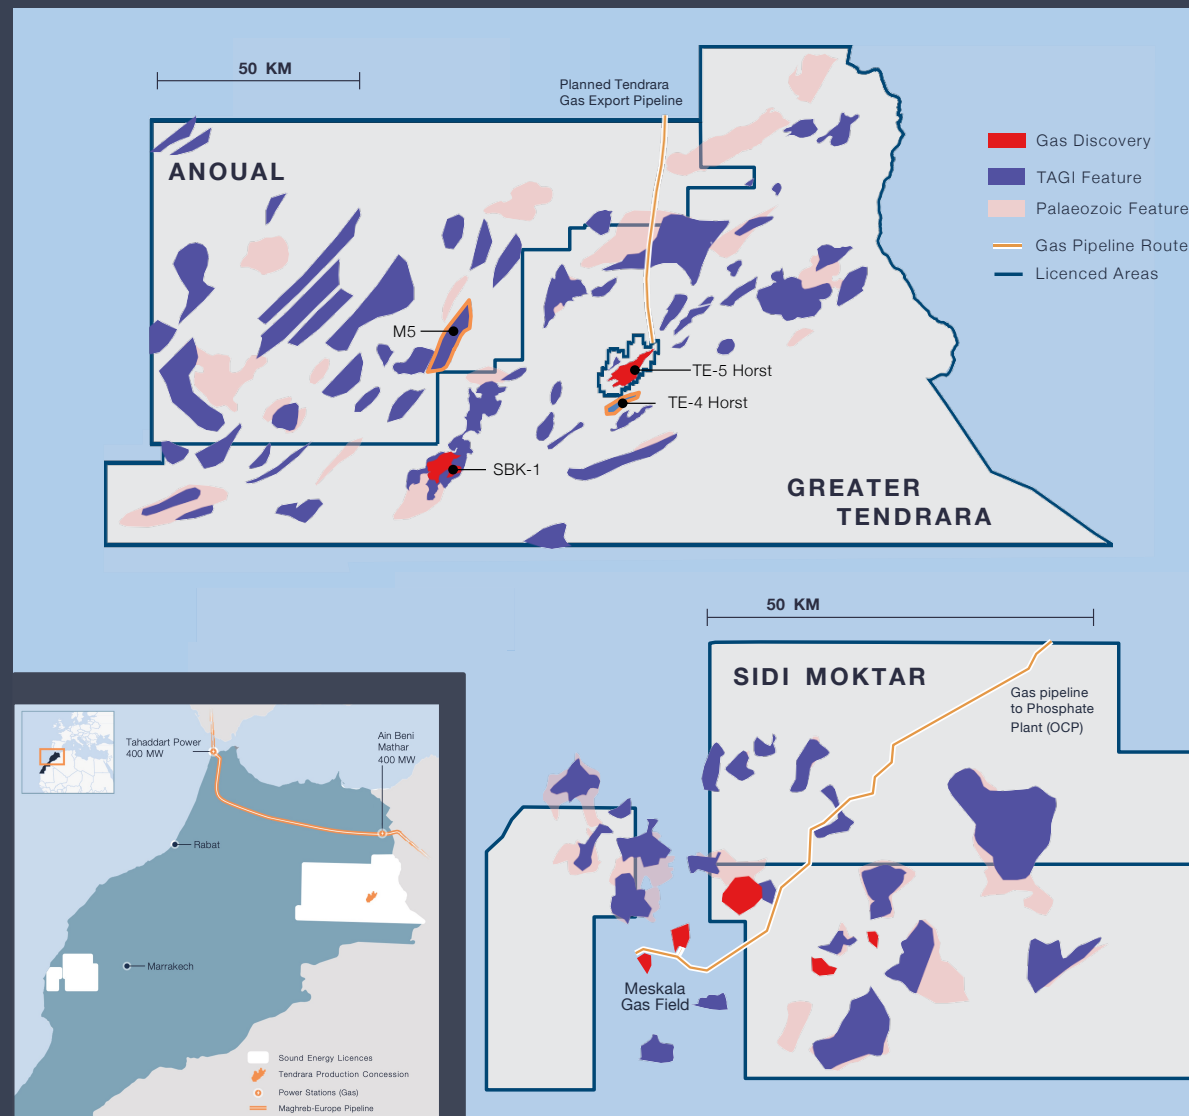 50 KM
Planned Tendrara
Gas Export Pipeline
ANOUAL
Gas Discovery
TAGI Feature
Palaeozoic Feature
Gas Pipeline Route
Licenced Areas
M5
TE-5 Horst
TE-4 Horst
SBK-1
GREATER
TENDRARA
50 KM
SIDI MOKTAR
Gas pipeline
to Phosphate
Plant (OCP)
Meskala
Gas Field
Tahaddart Power
400 MW
Ain Beni
Mathar
400 MW
Rabat
Marrakech
Sound Energy Licences
Tendrara Production Concession
Power Stations (Gas)
Maghreb-Europe Pipeline